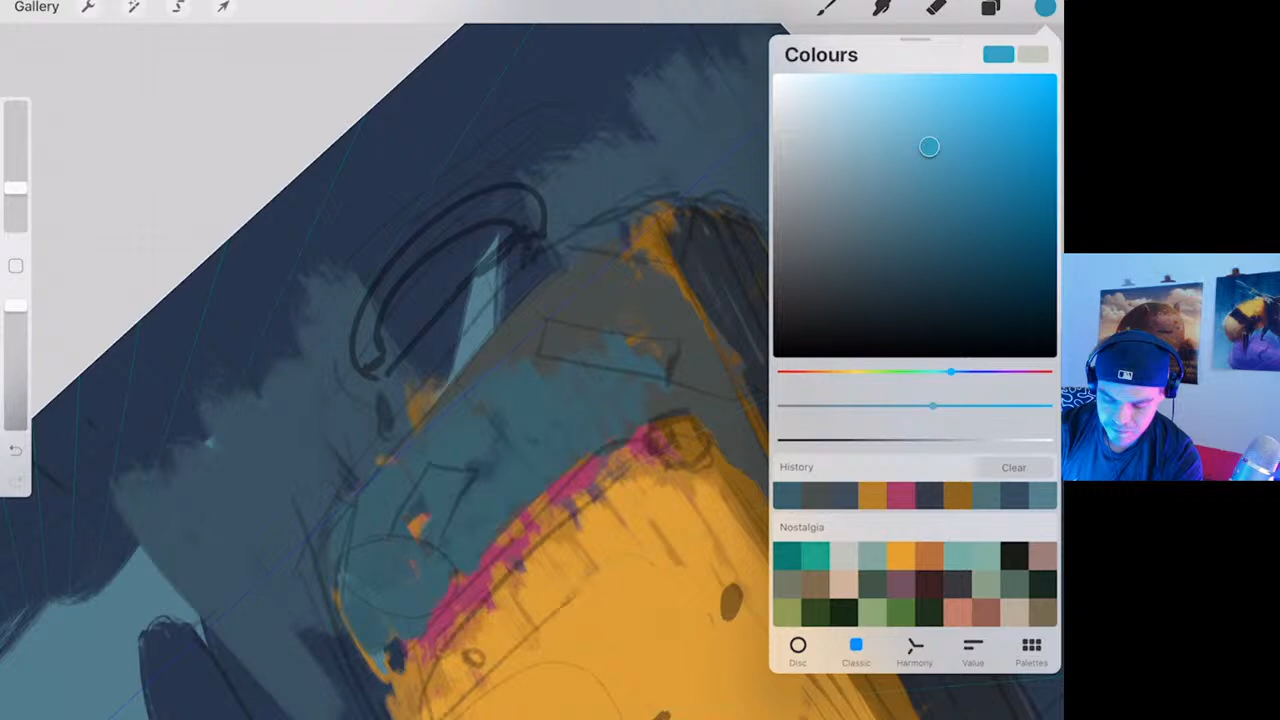 Gallery
Colours
History
Clear
Nostalgia
Disc
Classic
Harmony
Value
Palettes